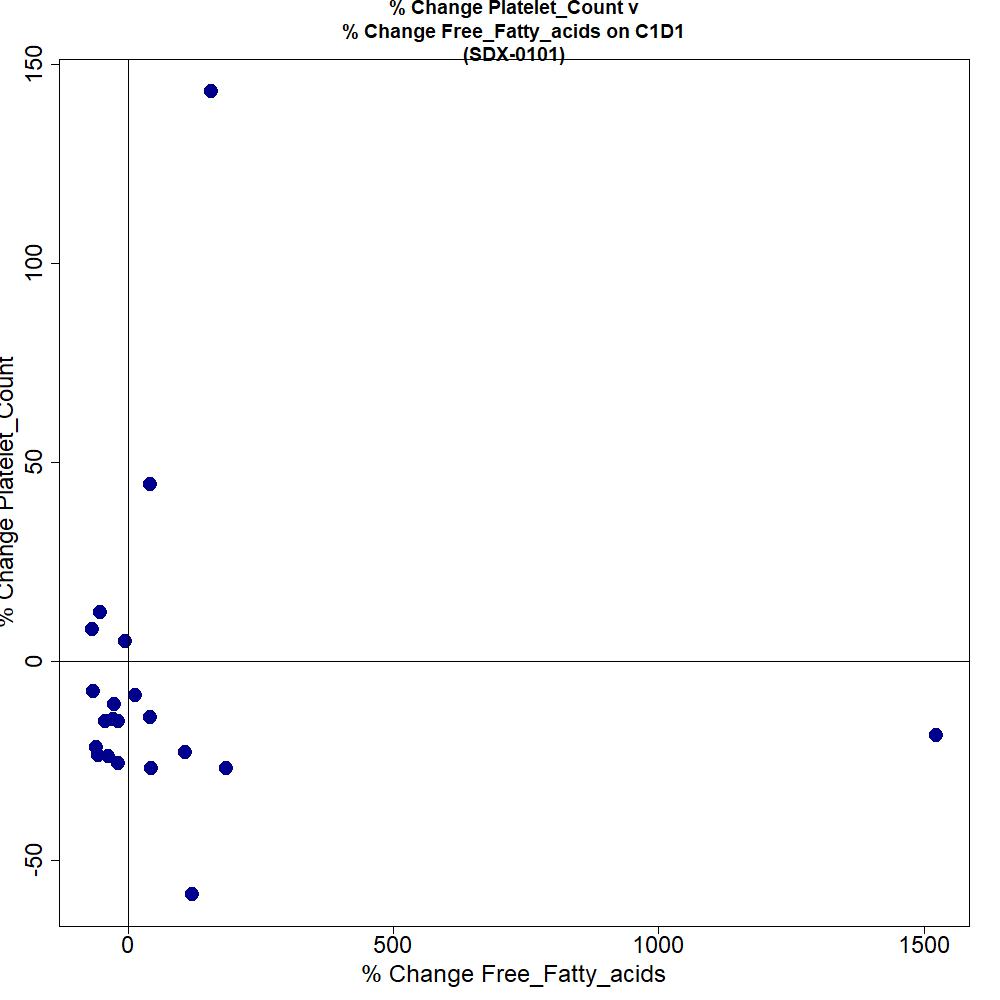 % Change Platelet_Count v
% Change Free_Fatty_acids on C1D1
(SDX-0101)
150
100
50
0
-50
% Change Platelet_Count
0
500
1000
1500
% Change Free_Fatty_acids